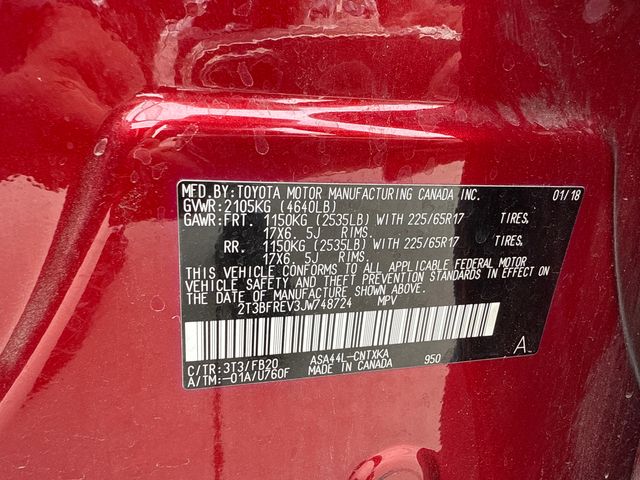 MFD.BY:TOYOTA MOTOR MANUFACTURING CANADA INC. 01/18
GVWR:2105KG (4640LB)
GAWR:FRT. 1150KG (2535LB) WITH 225/65R17 TIRES,
17X6. 5J RIMS.
RR. 1150KG (2535LB) WITH 225/65R17 TIRES,
17X6. 5J RIMS.
THIS VEHICLE CONFORMS TO ALL APPLICABLE FEDERAL MOTOR
VEHICLE SAFETY AND THEFT PREVENTION STANDARDS IN EFFECT ON
THE DATE OF MANUFACTURE SHOWN ABOVE.
2T3BFREV3JW748724 MPV
C/TR:3T3/FB20 ASA44L-CNTXKA 950 A
A/TM:-01A/U760F MADE IN CANADA